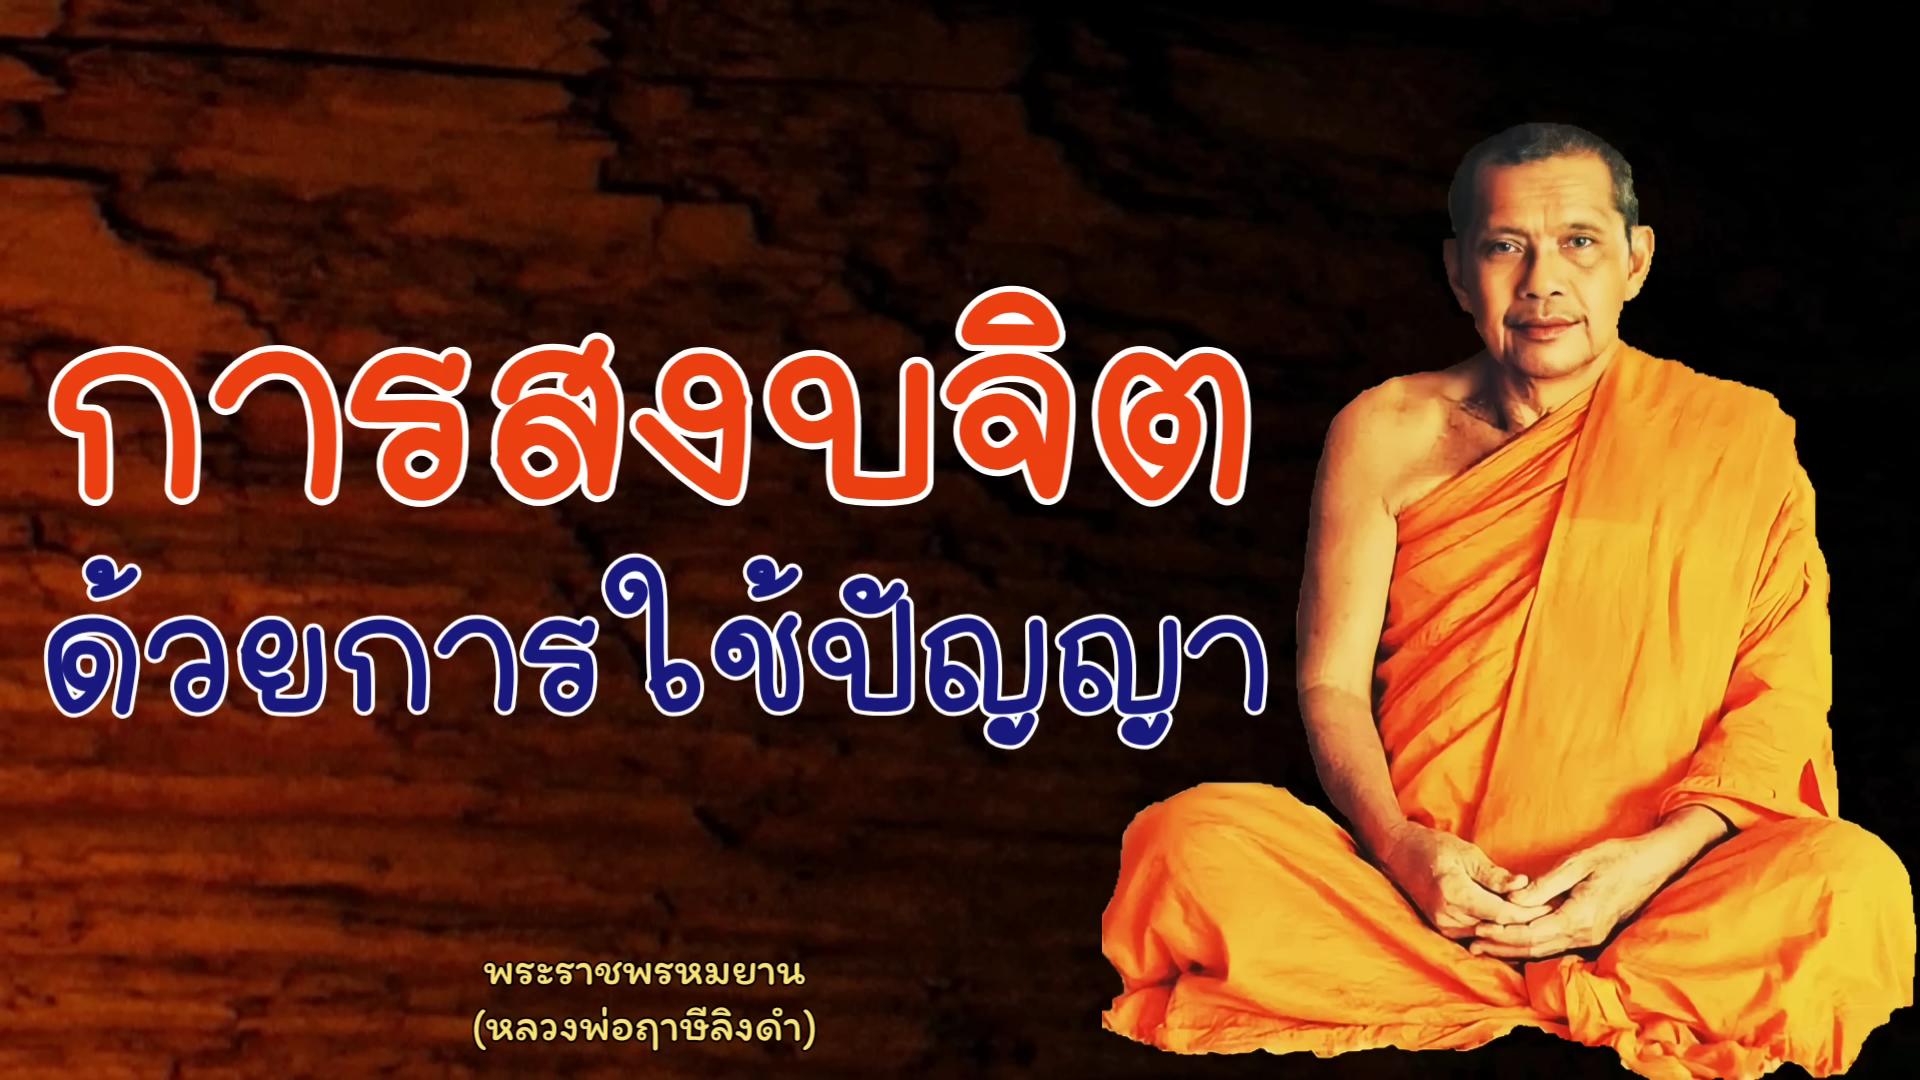 การสงบจิต
ด้วยการใช้ปัญญา
พระราชพรหมยาน
(หลวงพ่อฤาษีลิงดำ)